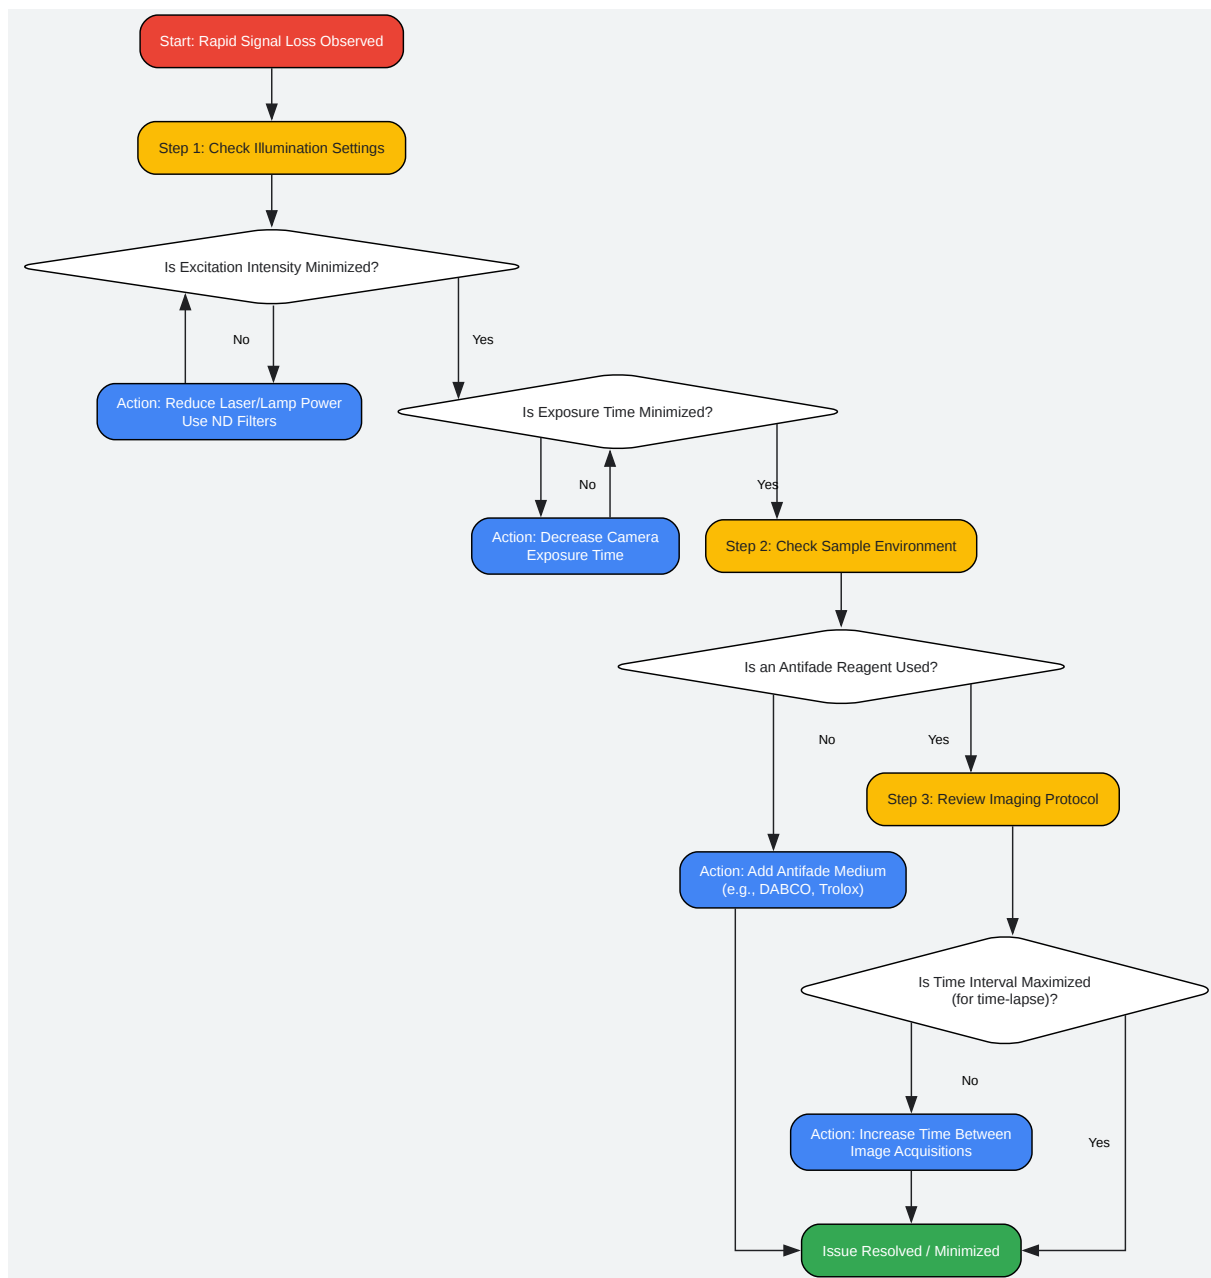 Start: Rapid Signal Loss Observed
Step 1: Check Illumination Settings
Is Excitation Intensity Minimized?
No
Yes
Action: Reduce Laser/Lamp Power
Use ND Filters
Is Exposure Time Minimized?
No
Yes
Action: Decrease Camera
Exposure Time
Step 2: Check Sample Environment
Is an Antifade Reagent Used?
No
Yes
Step 3: Review Imaging Protocol
Action: Add Antifade Medium
(e.g., DABCO, Trolox)
Is Time Interval Maximized
(for time-lapse)?
No
Action: Increase Time Between
Image Acquisitions
Yes
Issue Resolved / Minimized